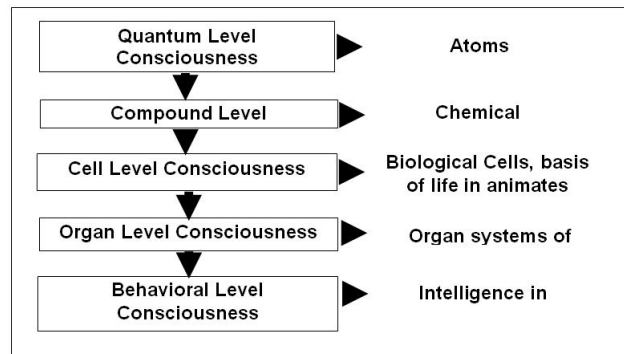 Quantum Level
Consciousness
Atoms
Compound Level
Chemical
Cell Level Consciousness
Biological Cells, basis
of life in animates
Organ Level Consciousness
Organ systems of
Behavioral Level
Consciousness
Intelligence in